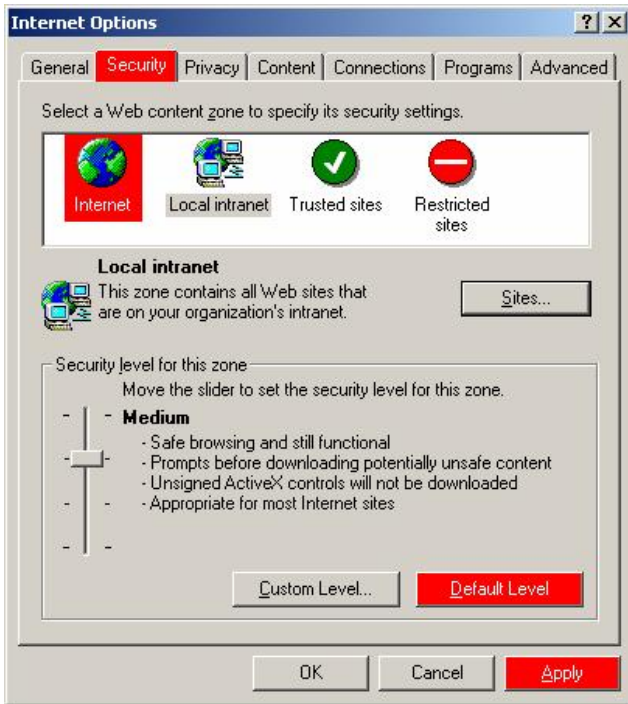 Internet Options
General Security Privacy Content Connections Programs Advanced
Select a Web content zone to specify its security settings.
Internet Local intranet Trusted sites Restricted
sites
Local intranet
This zone contains all Web sites that
are on your organization's intranet.
Sites...
Security level for this zone
Move the slider to set the security level for this zone.
Medium
- Safe browsing and still functional
- Prompts before downloading potentially unsafe content
- Unsigned ActiveX controls will not be downloaded
- Appropriate for most Internet sites
Custom Level... Default Level
OK Cancel Apply